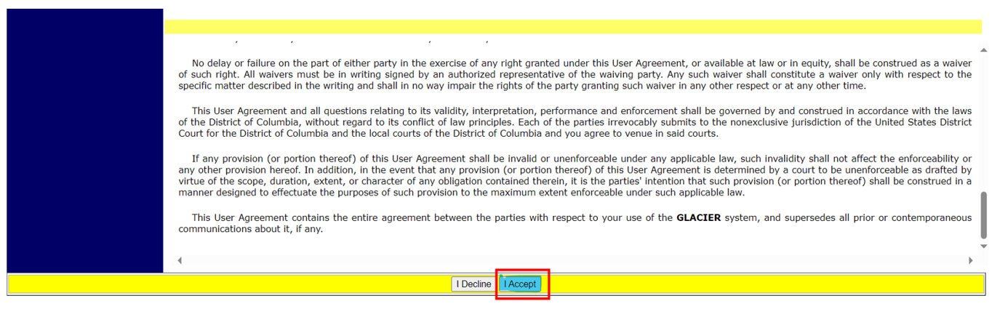 No delay or failure on the part of either party in the exercise of any right granted under this User Agreement, or available at law or in equity, shall be construed as a waiver
of such right. All waivers must be in writing signed by an authorized representative of the waiving party. Any such waiver shall constitute a waiver only with respect to the
specific matter described in the writing and shall in no way impair the rights of the party granting such waiver in any other respect or at any other time.
This User Agreement and all questions relating to its validity, interpretation, performance and enforcement shall be governed by and construed in accordance with the laws
of the District of Columbia, without regard to its conflict of law principles. Each of the parties irrevocably submits to the nonexclusive jurisdiction of the United States District
Court for the District of Columbia and the local courts of the District of Columbia and you agree to venue in said courts.
If any provision (or portion thereof) of this User Agreement shall be invalid or unenforceable under any applicable law, such invalidity shall not affect the enforceability or
any other provision hereof. In addition, in the event that any provision (or portion thereof) of this User Agreement is determined by a court to be unenforceable as drafted by
virtue of the scope, duration, extent, or character of any obligation contained therein, it is the parties' intention that such provision (or portion thereof) shall be construed in a
manner designed to effectuate the purposes of such provision to the maximum extent enforceable under such applicable law.
This User Agreement contains the entire agreement between the parties with respect to your use of the GLACIER system, and supersedes all prior or contemporaneous
communications about it, if any.
I Decline I Accept